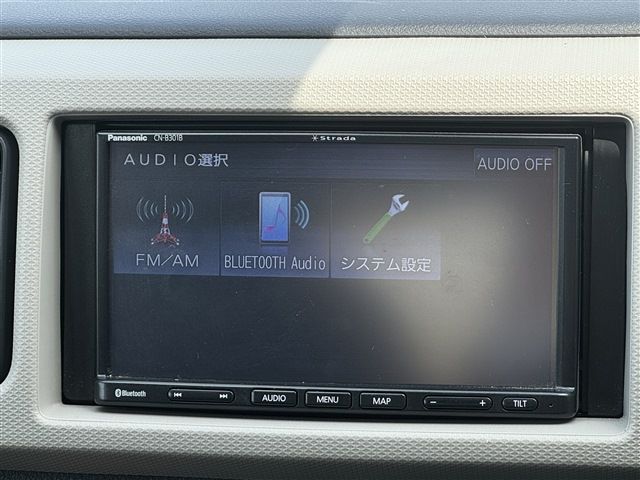 Panasonic CN-B301B Strada
AUDIO選択
AUDIO OFF
FM/AM
BLUETOOTH Audio
システム設定
Bluetooth
AUDIO
MENU
MAP
− +
TILT